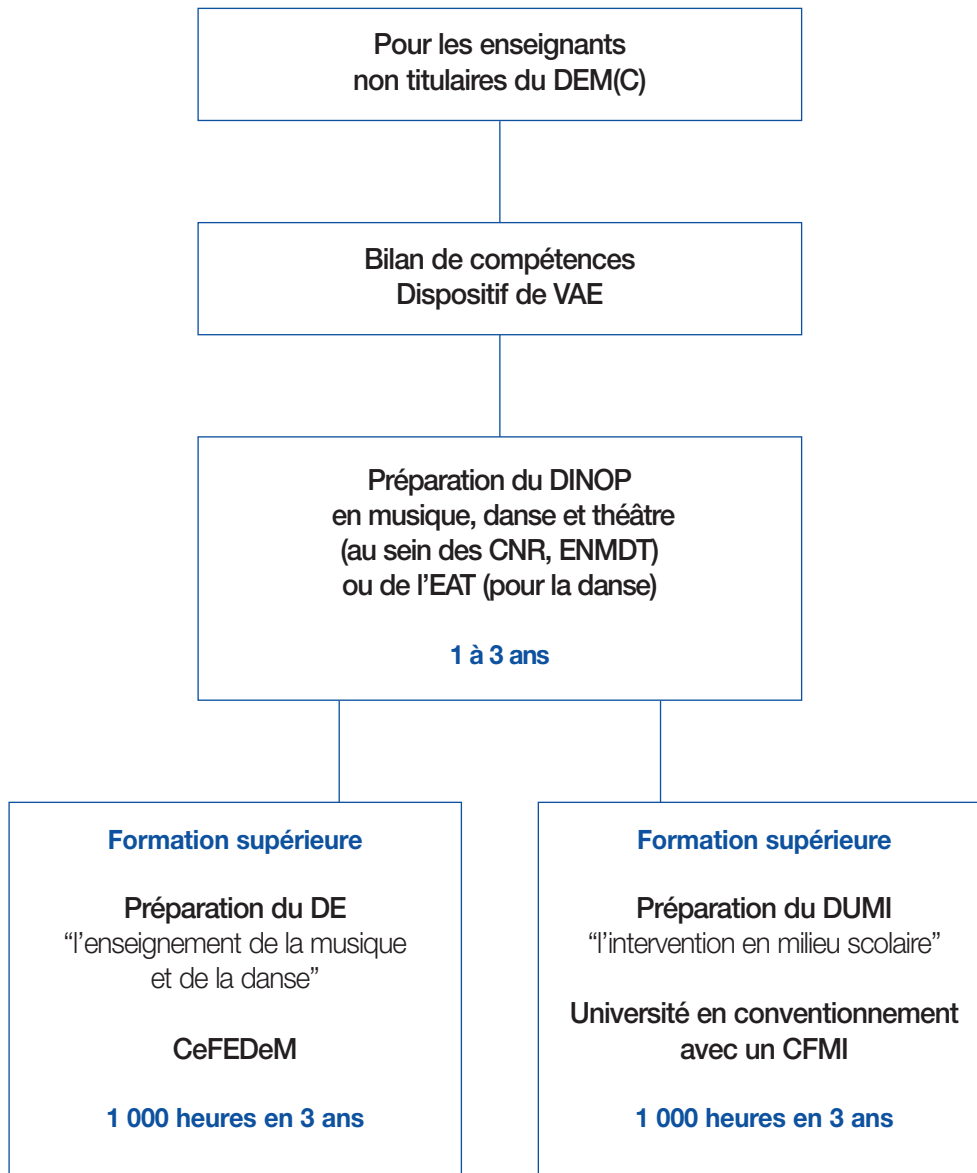 Pour les enseignants
non titulaires du DEM(C)
Bilan de compétences
Dispositif de VAE
Préparation du DINOP
en musique, danse et théâtre
(au sein des CNR, ENMDT)
ou de l’EAT (pour la danse)
1 à 3 ans
Formation supérieure
Préparation du DE
“l’enseignement de la musique
et de la danse”
CeFEDeM
1 000 heures en 3 ans
Formation supérieure
Préparation du DUMI
“l’intervention en milieu scolaire”
Université en conventionnement
avec un CFMI
1 000 heures en 3 ans